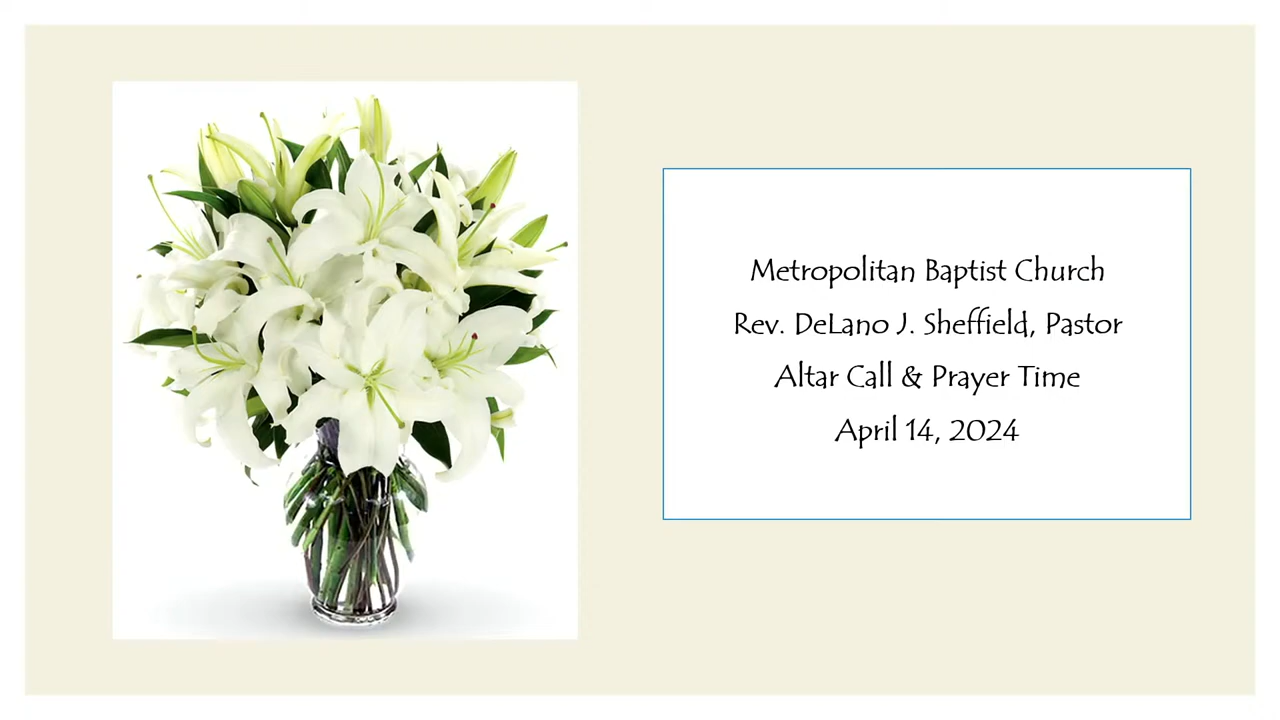 Metropolitan Baptist Church
Rev. DeLano J. Sheffield, Pastor
Altar Call & Prayer Time
April 14, 2024